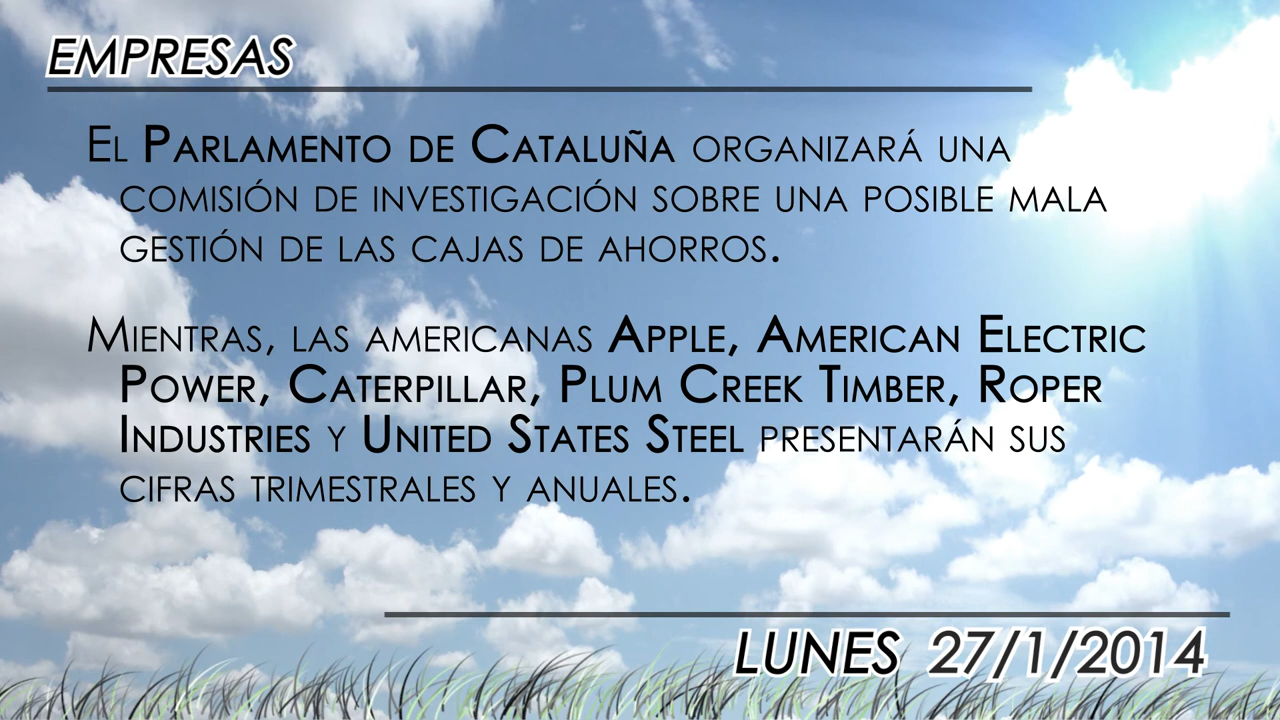 EMPRESAS
El Parlamento de Cataluña organizará una
comisión de investigación sobre una posible mala
gestión de las cajas de ahorros.
Mientras, las americanas Apple, American Electric
Power, Caterpillar, Plum Creek Timber, Roper
Industries y United States Steel presentarán sus
cifras trimestrales y anuales.
LUNES 27/1/2014